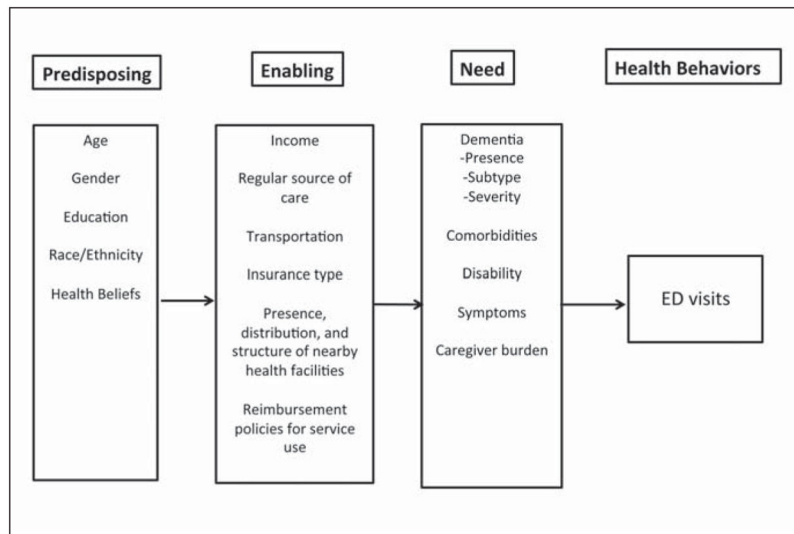 Predisposing
Enabling
Need
Health Behaviors
Age
Gender
Education
Race/Ethnicity
Health Beliefs
Income
Regular source of
care
Transportation
Insurance type
Presence,
distribution, and
structure of nearby
health facilities
Reimbursement
policies for service
use
Dementia
-Presence
-Subtype
-Severity
Comorbidities
Disability
Symptoms
Caregiver burden
ED visits